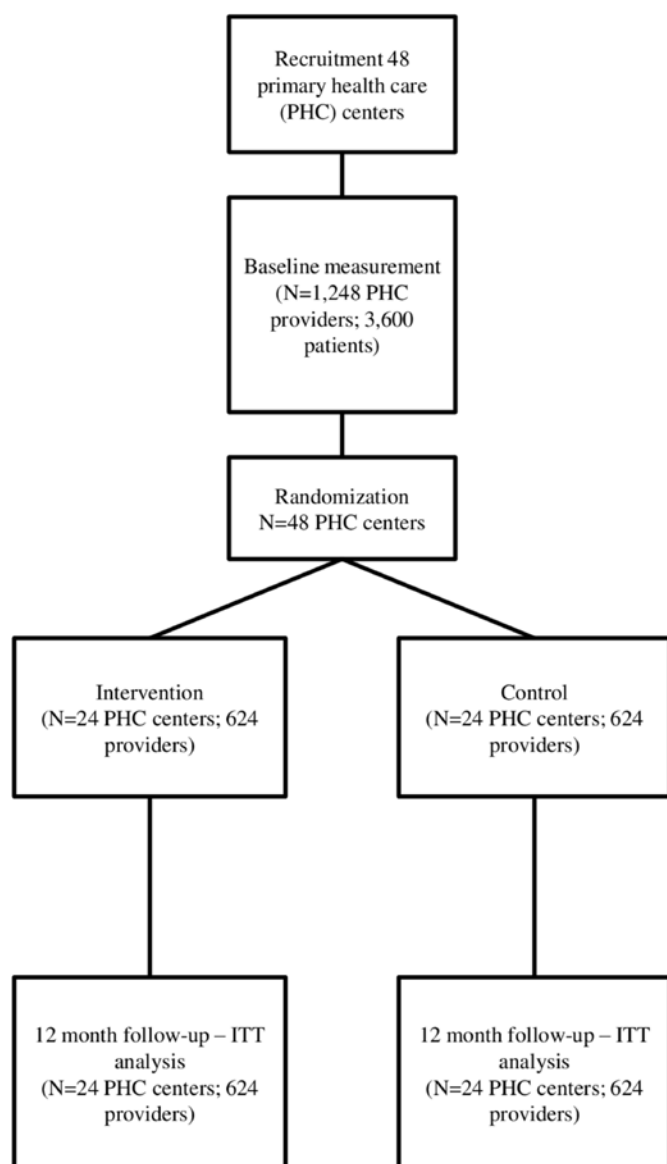 Recruitment 48
primary health care
(PHC) centers
Baseline measurement
(N=1,248 PHC
providers; 3,600
patients)
Randomization
N=48 PHC centers
Intervention
(N=24 PHC centers; 624
providers)
Control
(N=24 PHC centers; 624
providers)
12 month follow-up – ITT
analysis
(N=24 PHC centers; 624
providers)
12 month follow-up – ITT
analysis
(N=24 PHC centers; 624
providers)